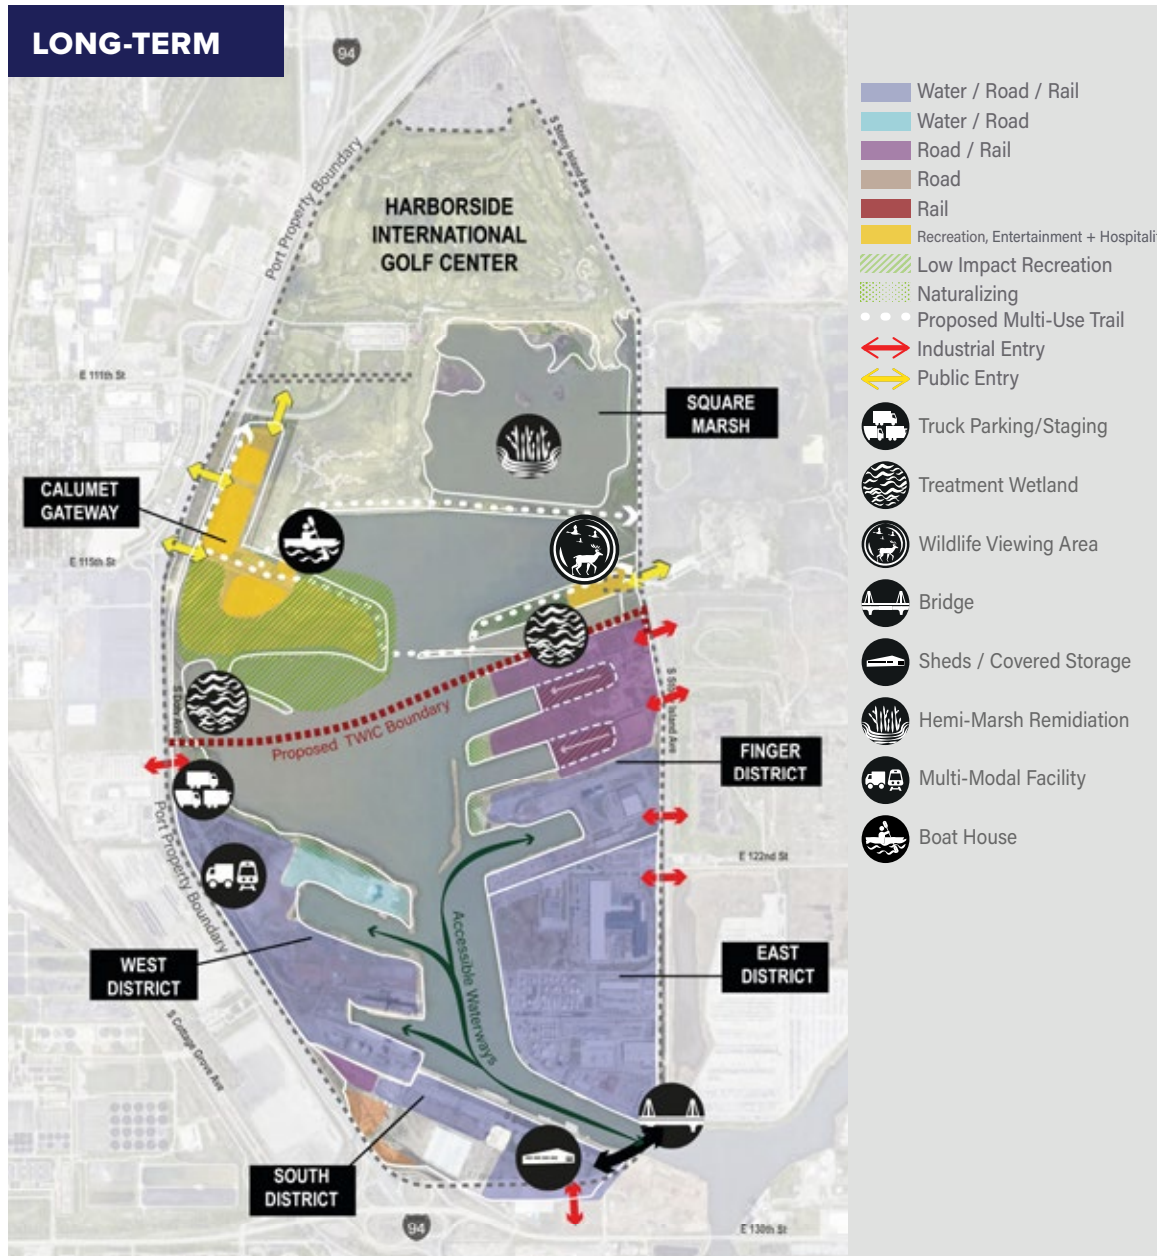 LONG-TERM
94
Port Property Boundary
S Stony Island Ave
HARBORSIDE
INTERNATIONAL
GOLF CENTER
E 111th St
SQUARE
MARSH
CALUMET
GATEWAY
E 115th St
Proposed TWIC Boundary
FINGER
DISTRICT
Port Property Boundary
E 122nd St
Accessible Waterways
WEST
DISTRICT
EAST
DISTRICT
S Cottage Grove Ave
SOUTH
DISTRICT
94
E 130th St
Water / Road / Rail
Water / Road
Road / Rail
Road
Rail
Recreation, Entertainment + Hospitali
Low Impact Recreation
Naturalizing
Proposed Multi-Use Trail
Industrial Entry
Public Entry
Truck Parking/Staging
Treatment Wetland
Wildlife Viewing Area
Bridge
Sheds / Covered Storage
Hemi-Marsh Remidiation
Multi-Modal Facility
Boat House